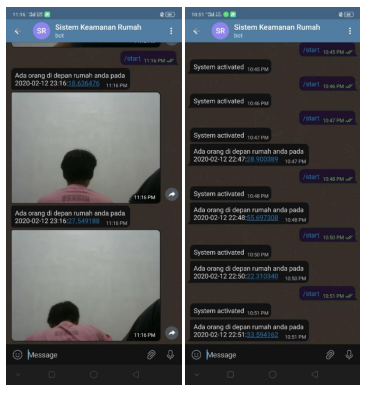 11:16
Sistem Keamanan Rumah
SR
bot
/start 11:16 PM
Ada orang di depan rumah anda pada
2020-02-12 23:16:18.636476 11:16 PM
11:16 PM
Ada orang di depan rumah anda pada
2020-02-12 23:16:27.549188 11:16 PM
11:16 PM
Message
10:51
Sistem Keamanan Rumah
SR
bot
/start 10:45 PM
System activated 10:45 PM
/start 10:46 PM
System activated 10:46 PM
/start 10:47 PM
System activated 10:47 PM
Ada orang di depan rumah anda pada
2020-02-12 22:47:28.900389 10:47 PM
/start 10:48 PM
System activated 10:48 PM
Ada orang di depan rumah anda pada
2020-02-12 22:48:55.697308 10:48 PM
/start 10:50 PM
System activated 10:50 PM
Ada orang di depan rumah anda pada
2020-02-12 22:50:22.310340 10:50 PM
/start 10:51 PM
System activated 10:51 PM
Ada orang di depan rumah anda pada
2020-02-12 22:51:33.594162 10:51 PM
Message